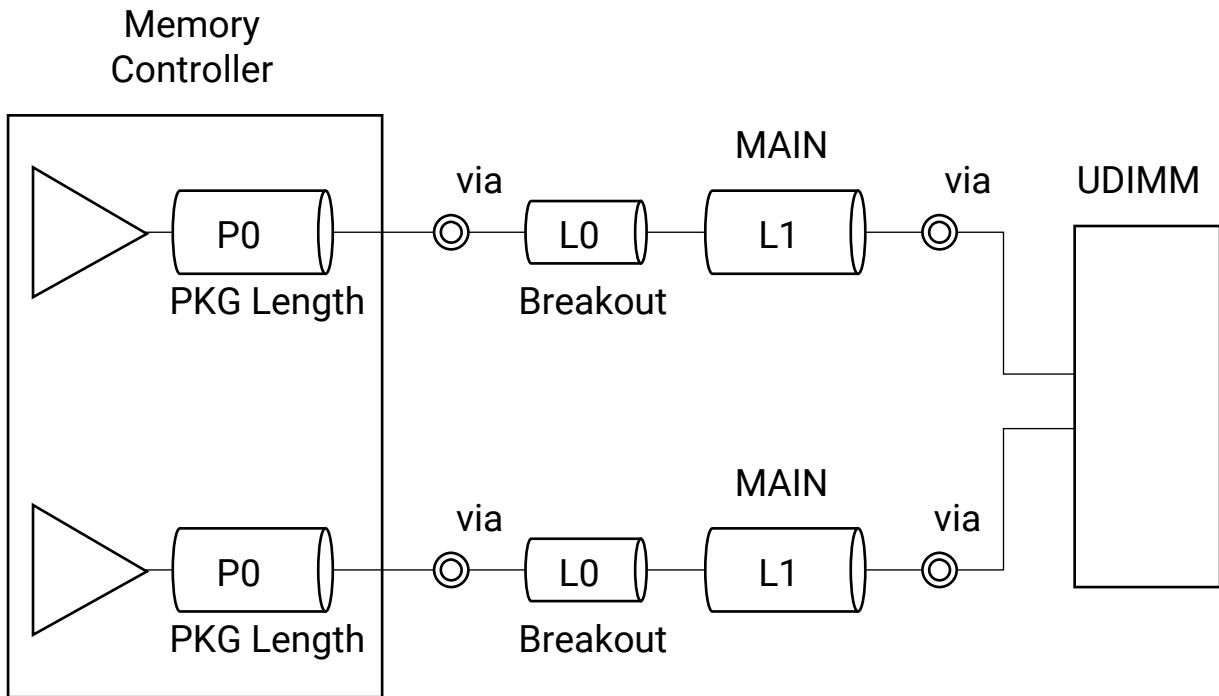 Memory
Controller
MAIN
via
via
UDIMM
P0
L0
L1
PKG Length
Breakout
MAIN
via
via
P0
L0
L1
PKG Length
Breakout